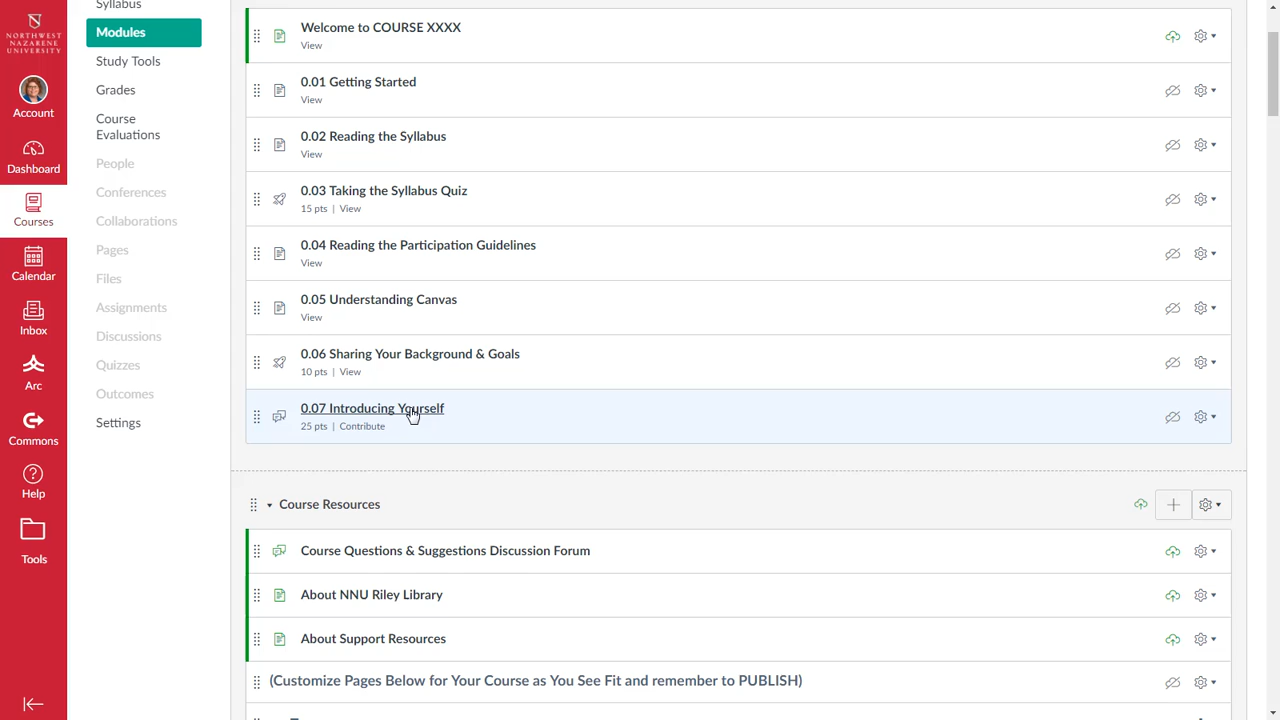 Syllabus
Modules
Study Tools
Grades
Course
Evaluations
People
Conferences
Collaborations
Pages
Files
Assignments
Discussions
Quizzes
Outcomes
Settings
N
NORTHWEST
NAZARENE
UNIVERSITY
Account
Dashboard
Courses
Calendar
Inbox
Arc
Commons
Help
Tools
Welcome to COURSE XXXX
View
0.01 Getting Started
View
0.02 Reading the Syllabus
View
0.03 Taking the Syllabus Quiz
15 pts | View
0.04 Reading the Participation Guidelines
View
0.05 Understanding Canvas
View
0.06 Sharing Your Background & Goals
10 pts | View
0.07 Introducing Yourself
25 pts | Contribute
Course Resources
Course Questions & Suggestions Discussion Forum
About NNU Riley Library
About Support Resources
(Customize Pages Below for Your Course as You See Fit and remember to PUBLISH)